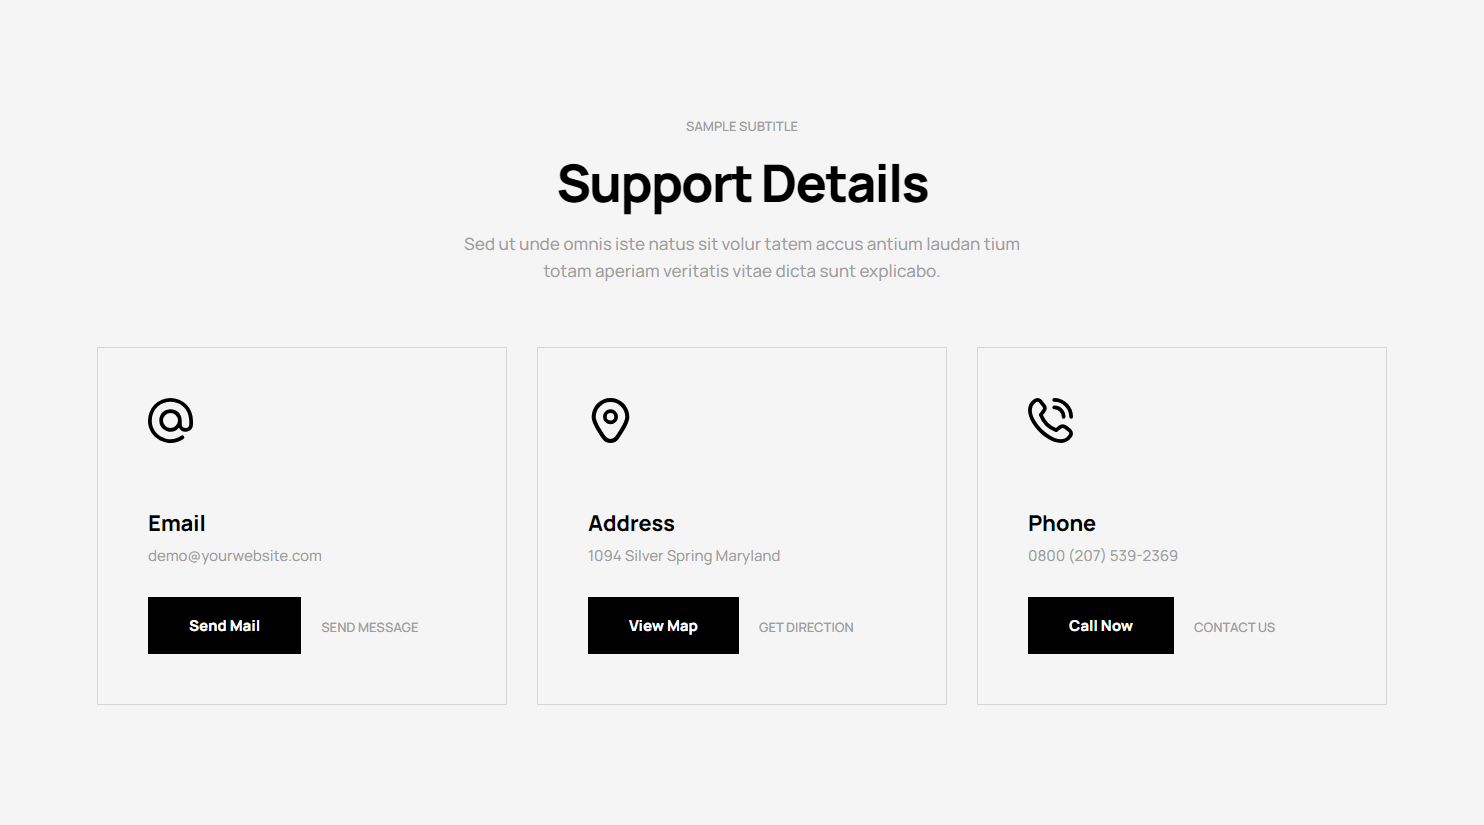 SAMPLE SUBTITLE
Support Details
Sed ut unde omnis iste natus sit volur tatem accus antium laudan tium
totam aperiam veritatis vitae dicta sunt explicabo.
Email
demo@yourwebsite.com
Send Mail
SEND MESSAGE
Address
1094 Silver Spring Maryland
View Map
GET DIRECTION
Phone
0800 (207) 539-2369
Call Now
CONTACT US